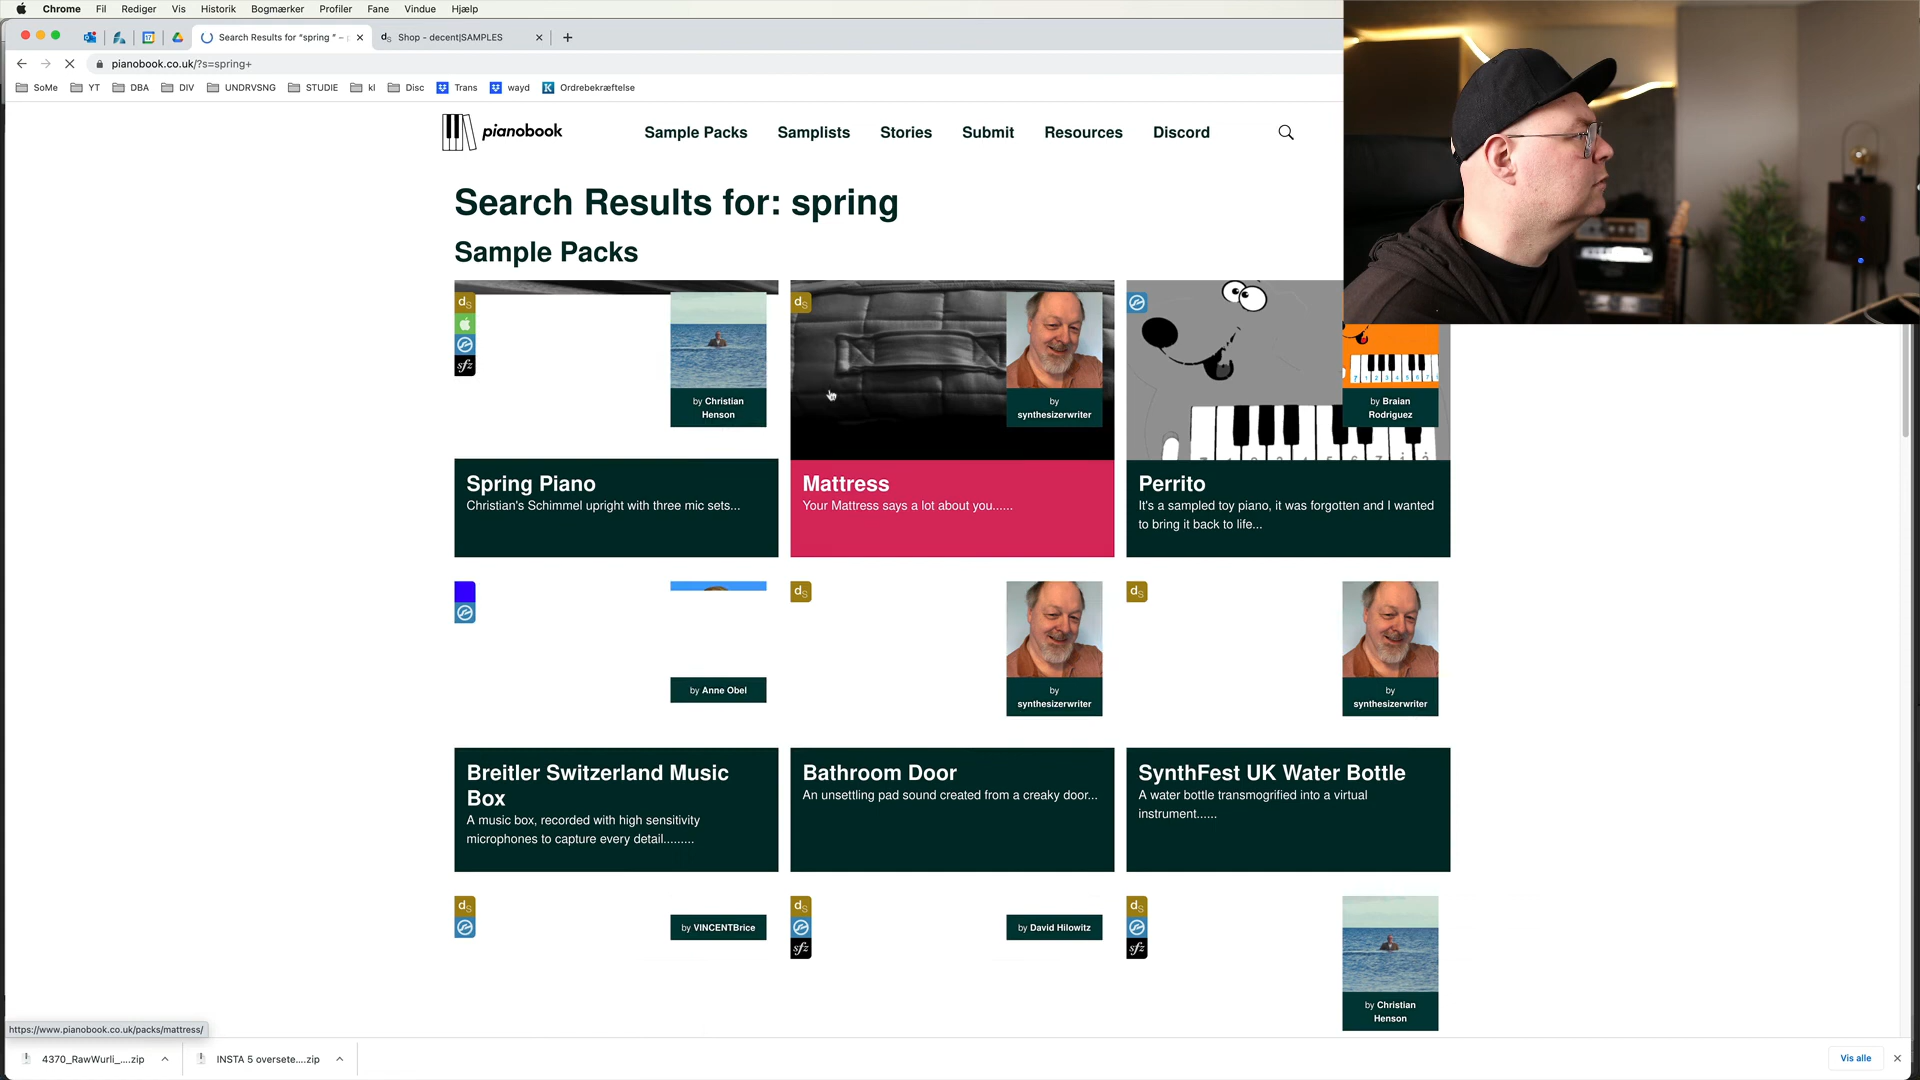 Chrome Fil Rediger Vis Historik Bogmærker Profiler Fane Vindue Hjælp
17 Search Results for “spring ” – Shop - decent|SAMPLES
pianobook.co.uk/?s=spring+
SoMe YT DBA DIV UNDRVSNG STUDIE kl Disc Trans wayd Ordrebekræftelse
pianobook Sample Packs Samplists Stories Submit Resources Discord
Search Results for: spring
Sample Packs
by Christian
Henson
by
synthesizerwriter
by Braian
Rodriguez
Spring Piano
Christian's Schimmel upright with three mic sets...
Mattress
Your Mattress says a lot about you......
Perrito
It's a sampled toy piano, it was forgotten and I wanted
to bring it back to life...
by Anne Obel
by
synthesizerwriter
by
synthesizerwriter
Breitler Switzerland Music
Box
A music box, recorded with high sensitivity
microphones to capture every detail.........
Bathroom Door
An unsettling pad sound created from a creaky door...
SynthFest UK Water Bottle
A water bottle transmogrified into a virtual
instrument......
by VINCENTBrice
by David Hilowitz
by Christian
Henson
https://www.pianobook.co.uk/packs/mattress/
4370_RawWurli_....zip INSTA 5 oversete....zip Vis alle